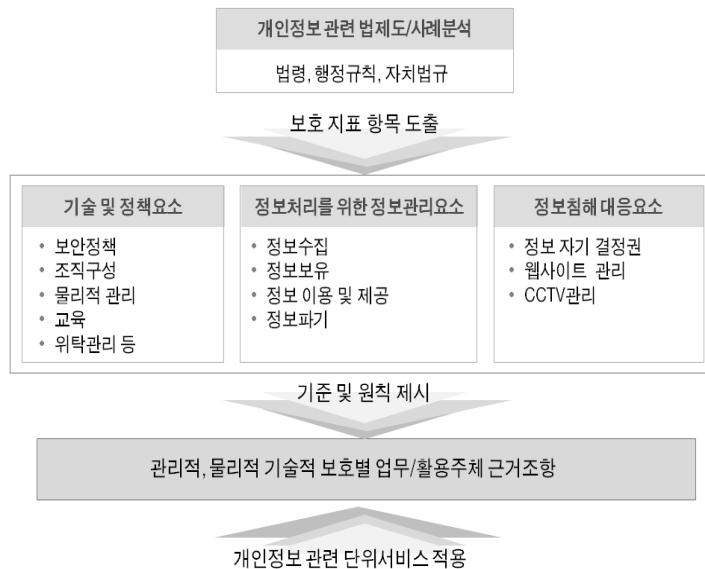 개인정보 관련 법제도/사례분석
법령, 행정규칙, 자치법규
보호 지표 항목 도출
기술 및 정책요소
• 보안정책
• 조직구성
• 물리적 관리
• 교육
• 위탁관리 등
정보처리를 위한 정보관리요소
• 정보수집
• 정보보유
• 정보 이용 및 제공
• 정보파기
정보침해 대응요소
• 정보 자기 결정권
• 웹사이트 관리
• CCTV관리
기준 및 원칙 제시
관리적, 물리적 기술적 보호별 업무/활용주체 근거조항
개인정보 관련 단위서비스 적용